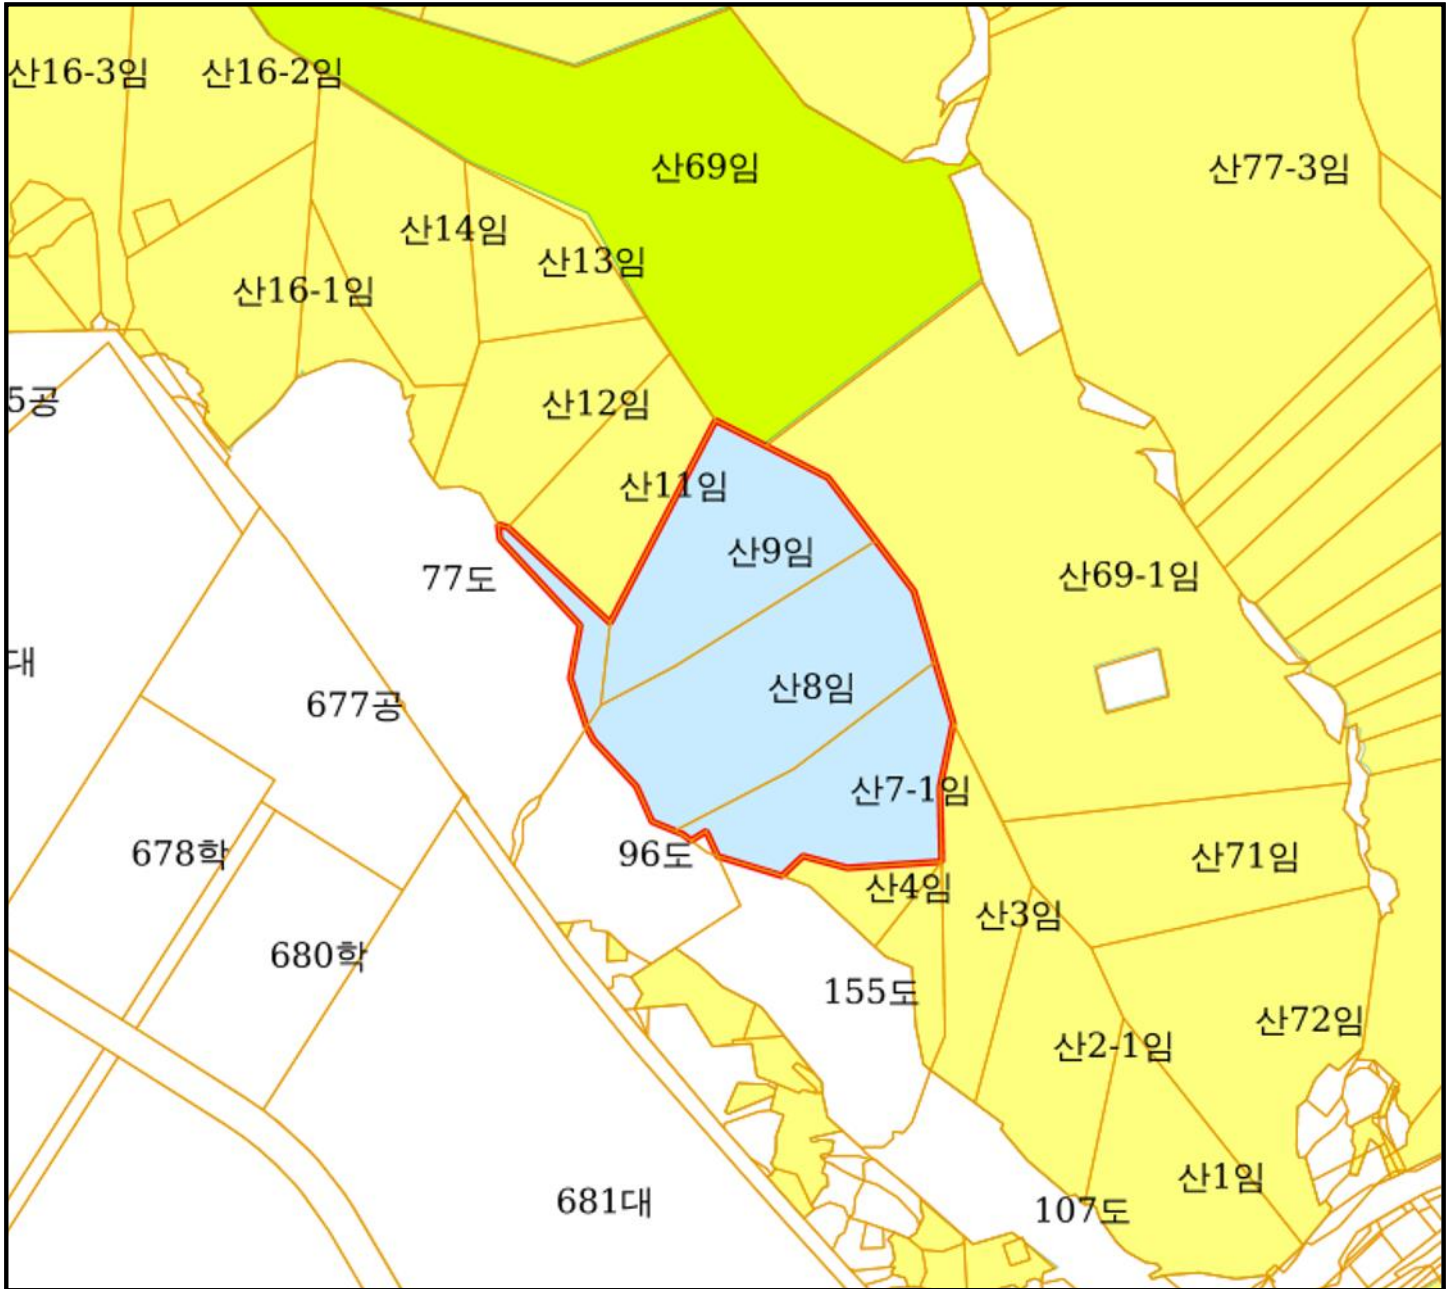 산16-3임
산16-2임
산69임
산77-3임
산14임
산13임
산16-1임
5공
산12임
산11임
산9임
77도
산69-1임
대
677공
산8임
산7-1임
678학
96도
산71임
산4임
산3임
680학
155도
산72임
산2-1임
산1임
681대
107도